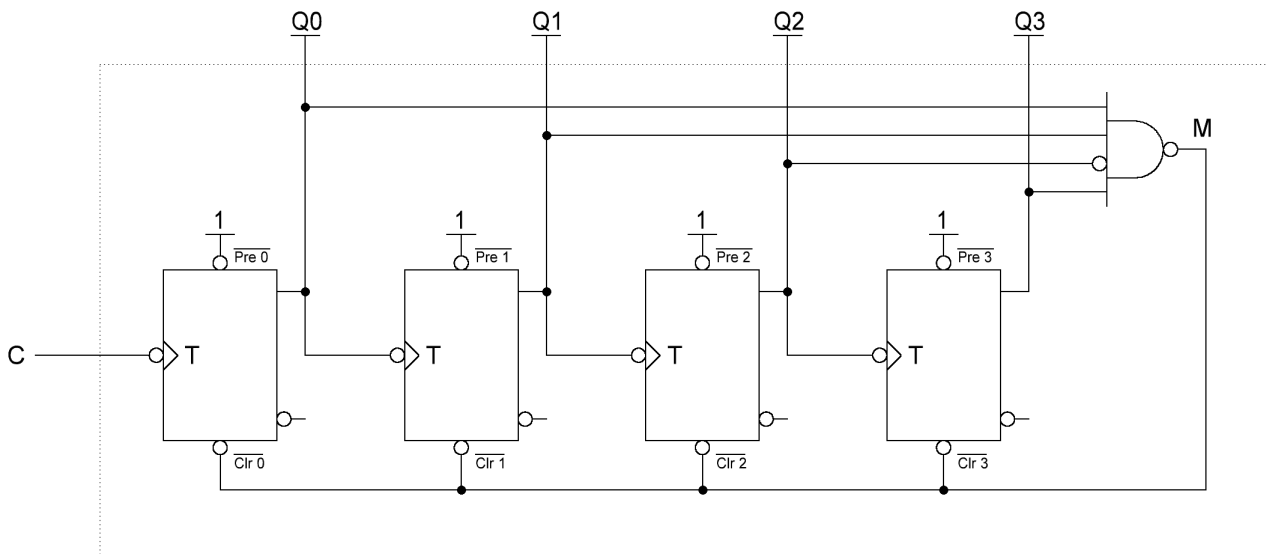 Q0 Q1 Q2 Q3
M
1 1 1 1
Pre 0 Pre 1 Pre 2 Pre 3
C T T T T
Clr 0 Clr 1 Clr 2 Clr 3